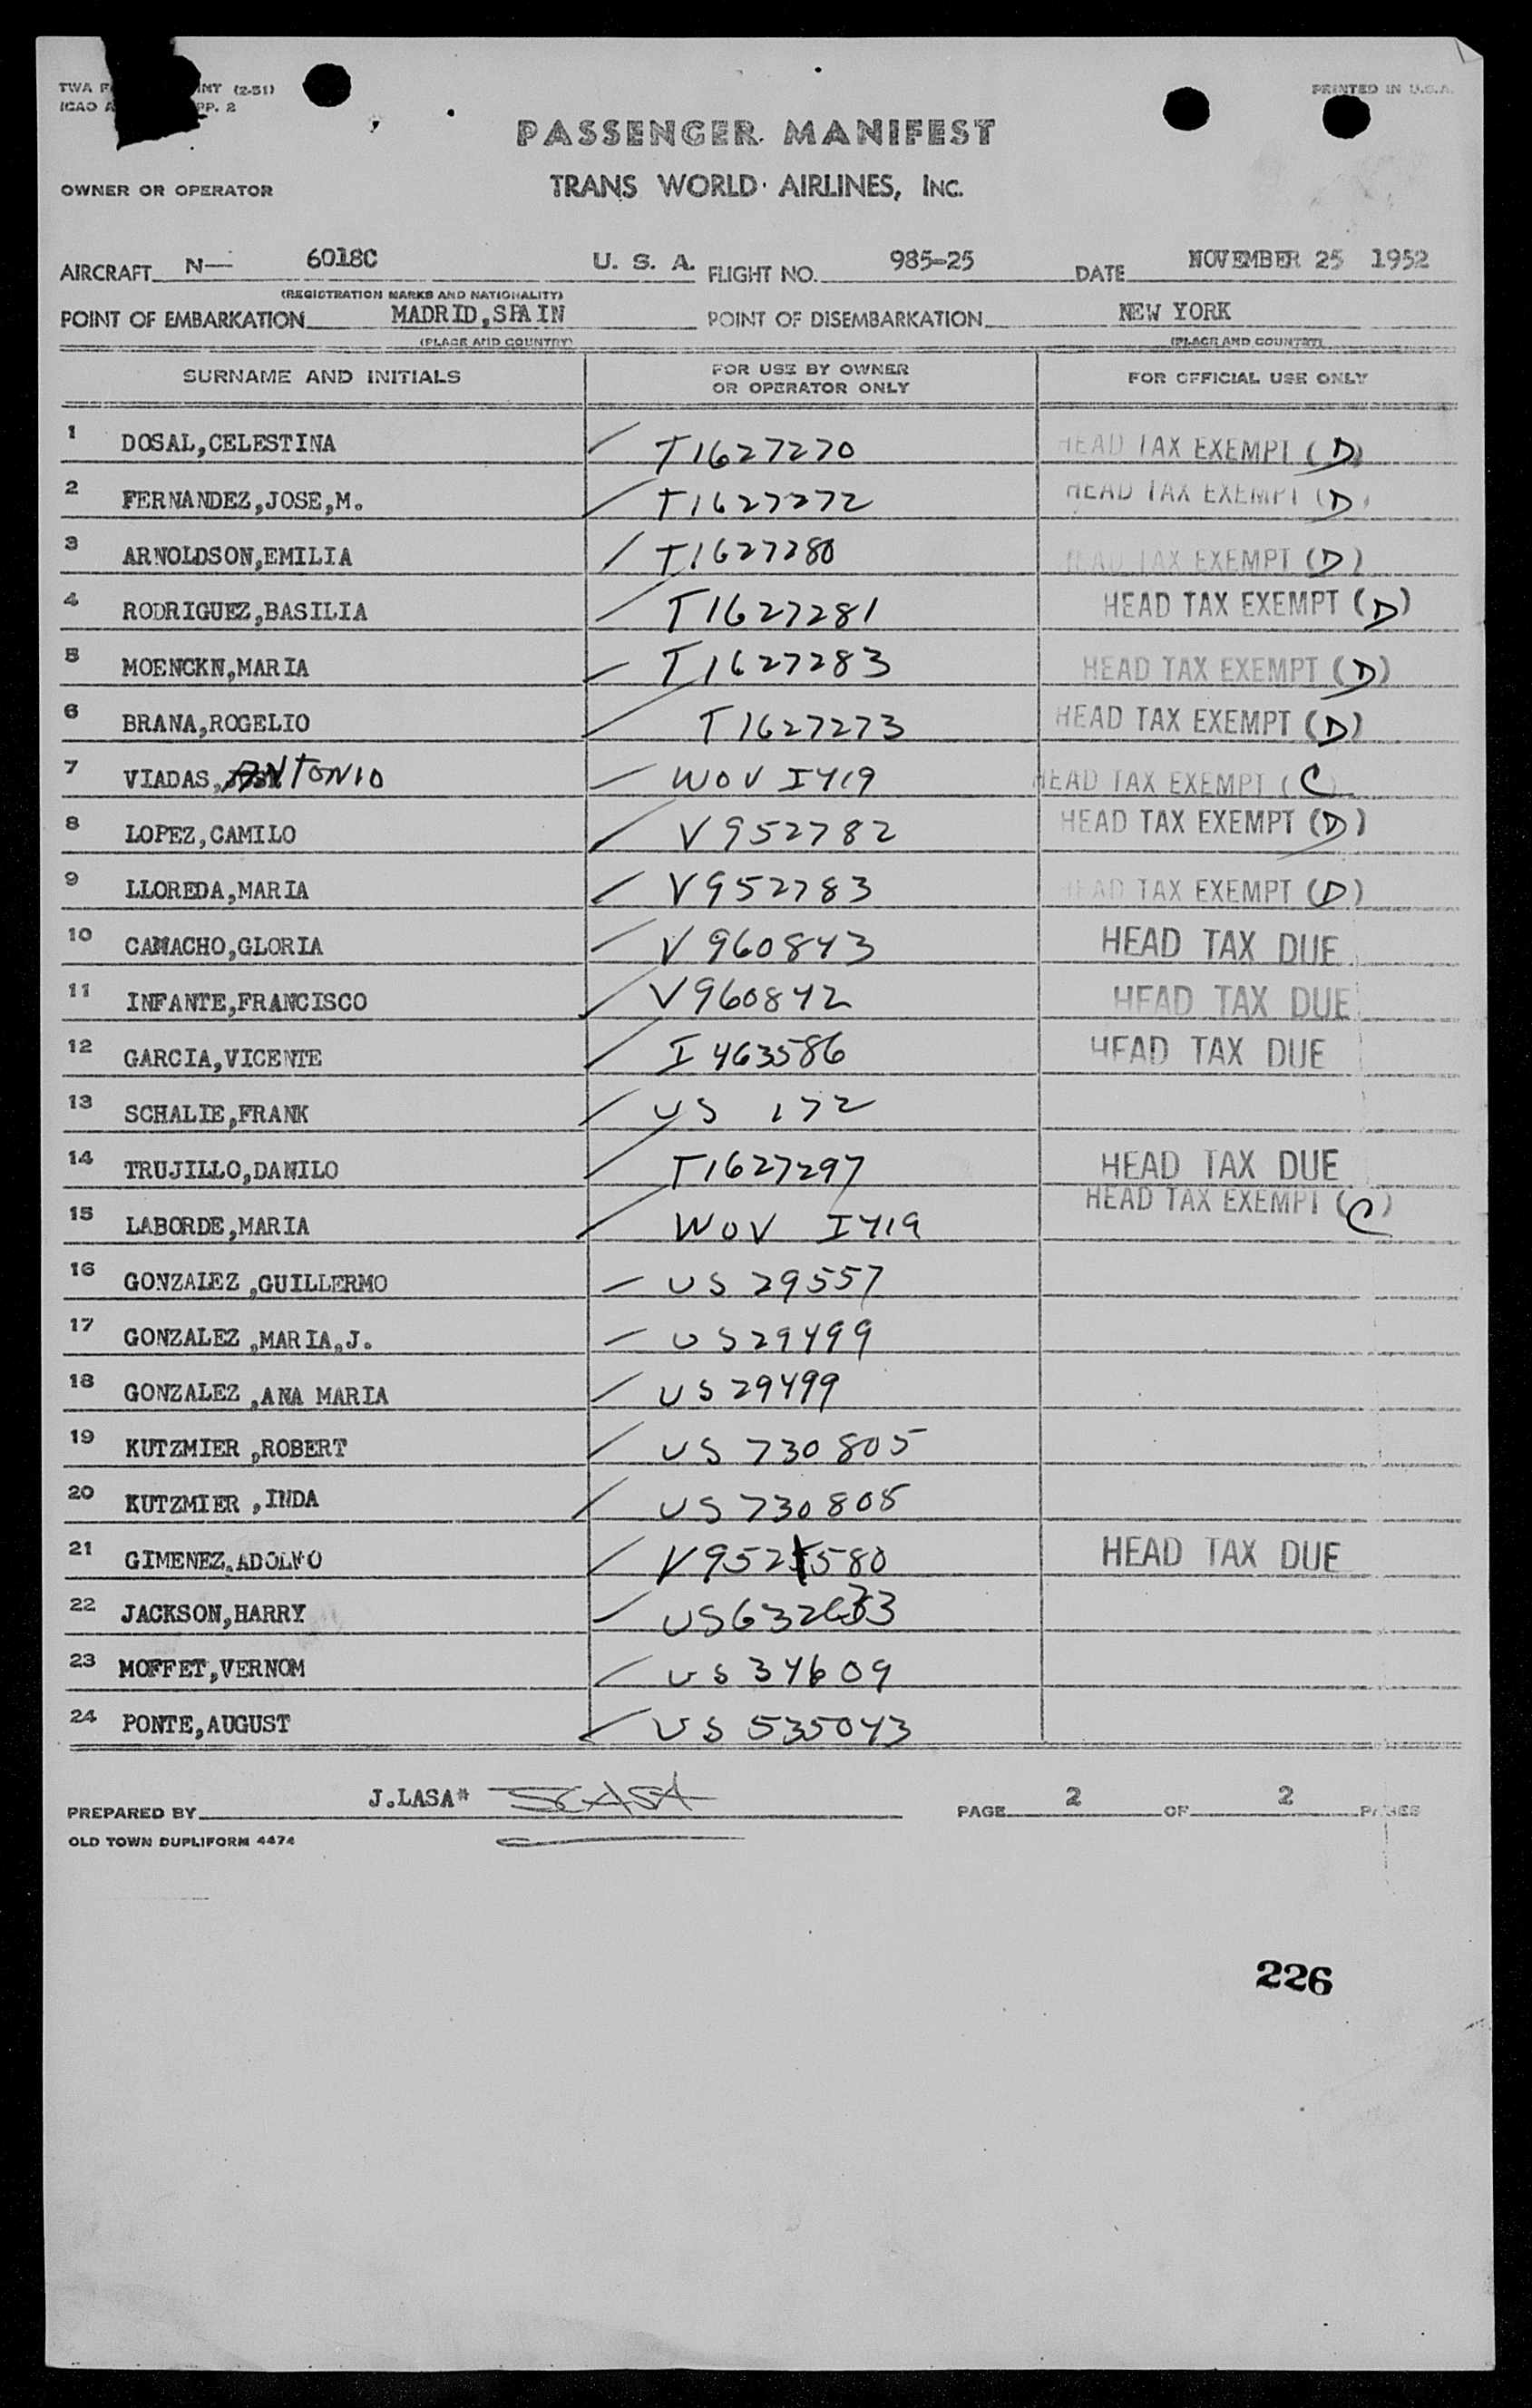 TWA F INT (2-51)
PRINTED IN U.S.A.
ICAO A PP. 2
PASSENGER MANIFEST
OWNER OR OPERATOR TRANS WORLD AIRLINES, INC.
AIRCRAFT N— 6018C U. S. A. FLIGHT NO. 985-25 DATE NOVEMBER 25 1952
(REGISTRATION MARKS AND NATIONALITY)
POINT OF EMBARKATION MADRID,SPAIN POINT OF DISEMBARKATION NEW YORK
(PLACE AND COUNTRY) (PLACE AND COUNTRY)
SURNAME AND INITIALS FOR USE BY OWNER OR OPERATOR ONLY FOR OFFICIAL USE ONLY
1 DOSAL,CELESTINA T1627270 HEAD TAX EXEMPT (D)
2 FERNANDEZ,JOSE,M. T1627272 HEAD TAX EXEMPT (D)
3 ARNOLDSON,EMILIA T1627280 HEAD TAX EXEMPT (D)
4 RODRIGUEZ,BASILIA T1627281 HEAD TAX EXEMPT (D)
5 MOENCKN,MARIA T1627283 HEAD TAX EXEMPT (D)
6 BRANA,ROGELIO T1627273 HEAD TAX EXEMPT (D)
7 VIADAS, ANTONIO WOV I419 HEAD TAX EXEMPT (C)
8 LOPEZ,CAMILO V952782 HEAD TAX EXEMPT (D)
9 LLOREDA,MARIA V952783 HEAD TAX EXEMPT (D)
10 CAMACHO,GLORIA V960843 HEAD TAX DUE
11 INFANTE,FRANCISCO V960842 HEAD TAX DUE
12 GARCIA,VICENTE I 463586 HEAD TAX DUE
13 SCHALIE,FRANK US 172
14 TRUJILLO,DANILO T1627297 HEAD TAX DUE
15 LABORDE,MARIA WOV I419 HEAD TAX EXEMPT (C)
16 GONZALEZ ,GUILLERMO US 29557
17 GONZALEZ ,MARIA,J. US29499
18 GONZALEZ ,ANA MARIA US 29499
19 KUTZMIER ,ROBERT US 730805
20 KUTZMIER ,INDA US 730805
21 GIMENEZ,ADOLFO V952580 HEAD TAX DUE
22 JACKSON,HARRY
23 MOFFET,VERNOM US 34609
24 PONTE,AUGUST US 535043
PREPARED BY J.LASA* PAGE 2 OF 2 PAGES
OLD TOWN DUPLIFORM 4474
226